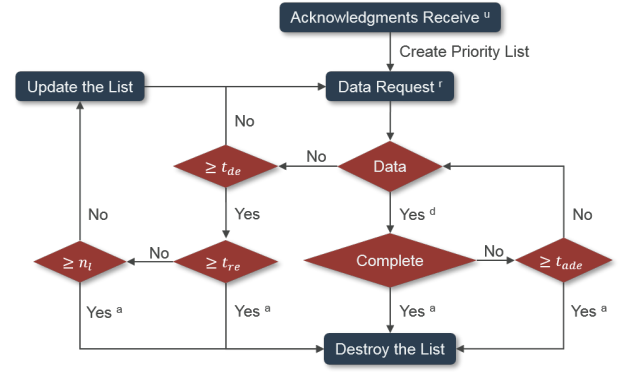 Acknowledgments Receive ᵘ
Create Priority List
Update the List
Data Request ʳ
No
≥ t_de
No
Data
No
Yes
Yes ᵈ
No
≥ n_l
No
≥ t_re
Complete
No
≥ t_ade
Yes ᵃ
Yes ᵃ
Yes ᵃ
Yes ᵃ
Destroy the List